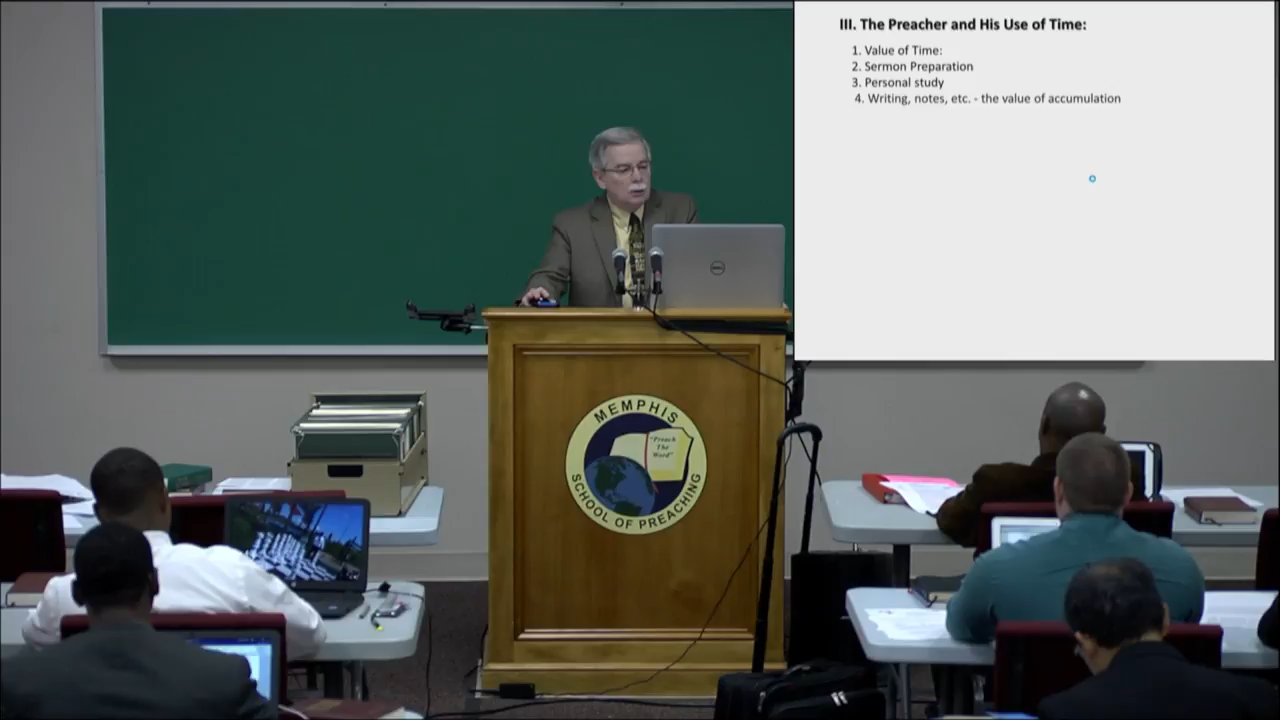 III. The Preacher and His Use of Time:
1. Value of Time:
2. Sermon Preparation
3. Personal study
4. Writing, notes, etc. - the value of accumulation
DELL
MEMPHIS
"Preach
The
Word"
SCHOOL OF PREACHING